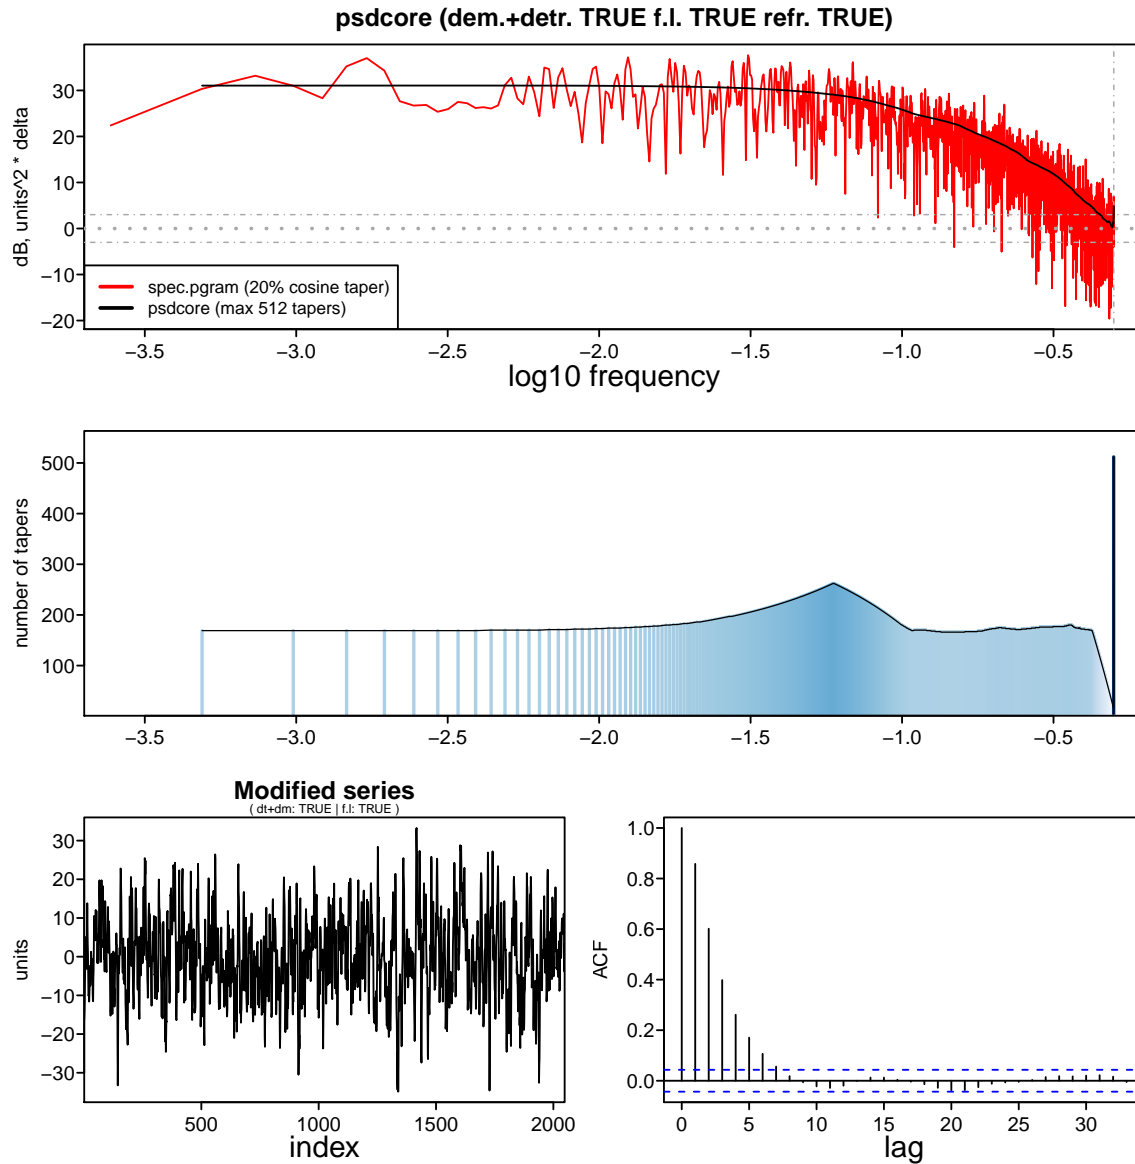 psdcore (dem.+detr. TRUE f.l. TRUE refr. TRUE)
dB, units^2 * delta
30
20
10
0
−10
−20
spec.pgram (20% cosine taper)
psdcore (max 512 tapers)
−3.5 −3.0 −2.5 −2.0 −1.5 −1.0 −0.5
log10 frequency
number of tapers
500
400
300
200
100
−3.5 −3.0 −2.5 −2.0 −1.5 −1.0 −0.5
Modified series
( dt+dm: TRUE | f.l: TRUE )
units
30
20
10
0
−10
−20
−30
500 1000 1500 2000
index
ACF
1.0
0.8
0.6
0.4
0.2
0.0
0 5 10 15 20 25 30
lag